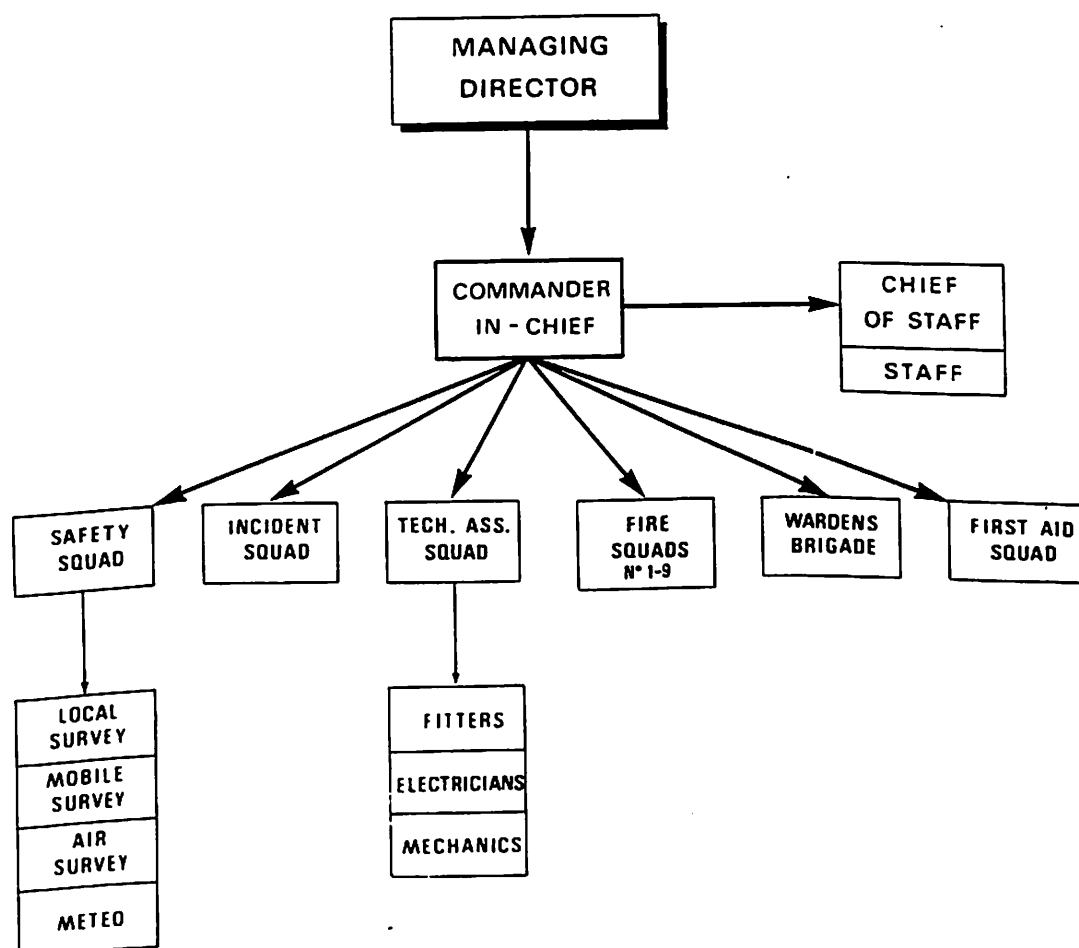 MANAGING
DIRECTOR
COMMANDER
IN - CHIEF
CHIEF
OF STAFF
STAFF
SAFETY
SQUAD
INCIDENT
SQUAD
TECH. ASS.
SQUAD
FIRE
SQUADS
N° 1-9
WARDENS
BRIGADE
FIRST AID
SQUAD
LOCAL
SURVEY
MOBILE
SURVEY
AIR
SURVEY
METEO
FITTERS
ELECTRICIANS
MECHANICS